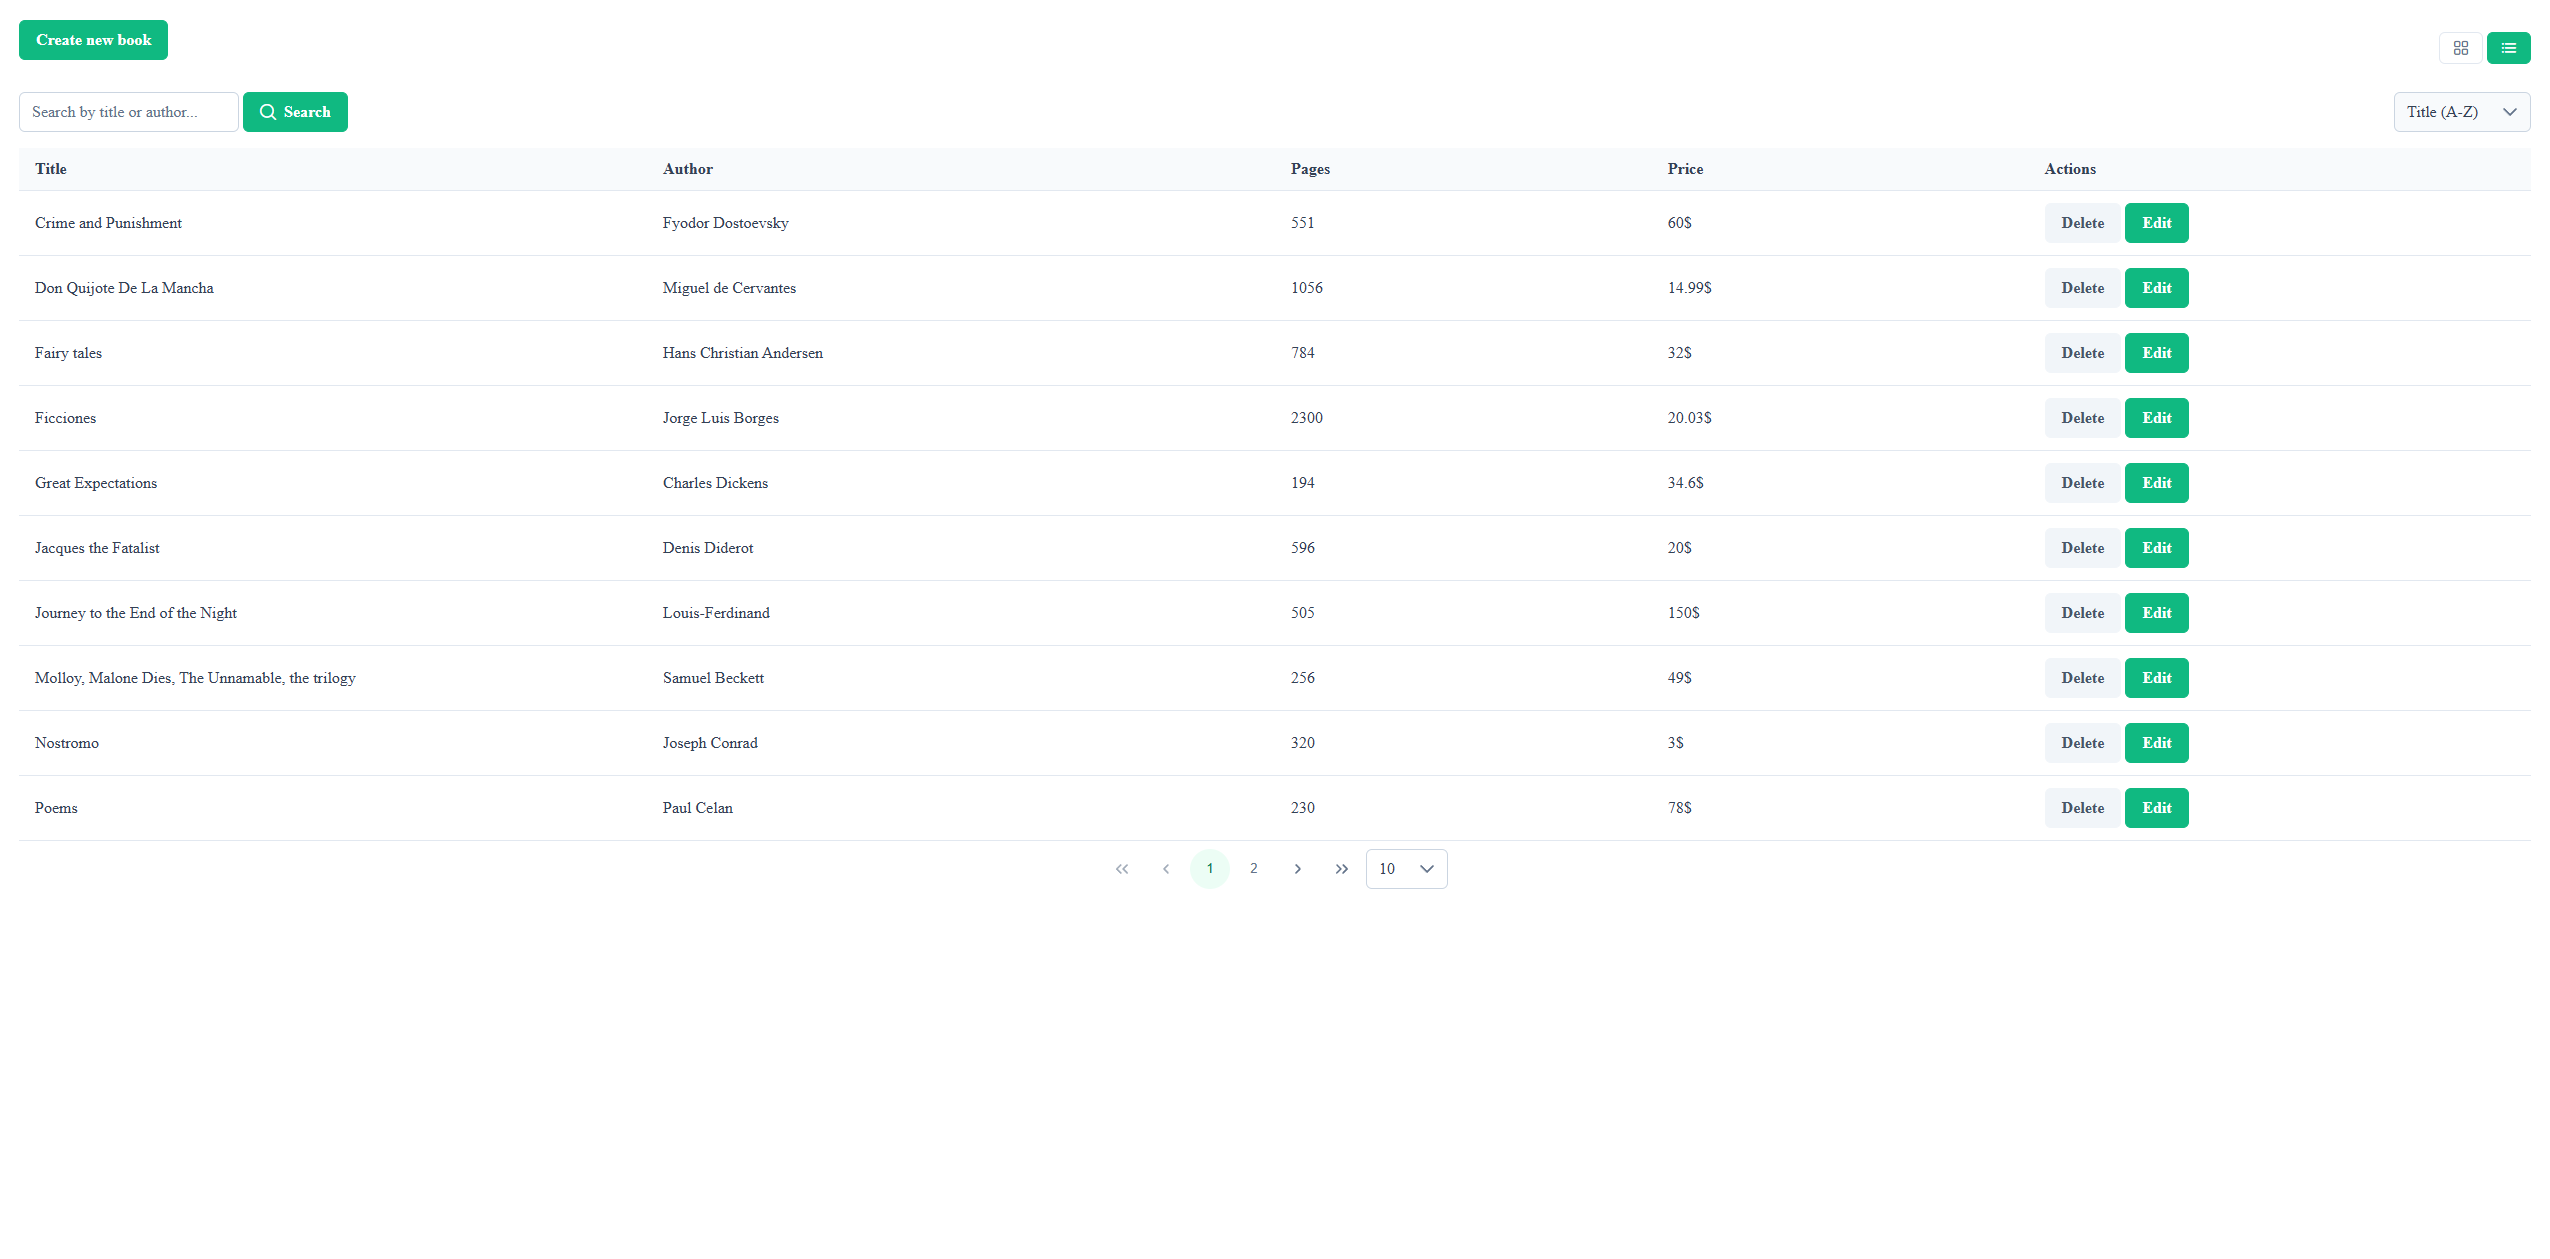 Create new book
Search by title or author... Search Title (A-Z)
Title Author Pages Price Actions
Crime and Punishment Fyodor Dostoevsky 551 60$ Delete Edit
Don Quijote De La Mancha Miguel de Cervantes 1056 14.99$ Delete Edit
Fairy tales Hans Christian Andersen 784 32$ Delete Edit
Ficciones Jorge Luis Borges 2300 20.03$ Delete Edit
Great Expectations Charles Dickens 194 34.6$ Delete Edit
Jacques the Fatalist Denis Diderot 596 20$ Delete Edit
Journey to the End of the Night Louis-Ferdinand 505 150$ Delete Edit
Molloy, Malone Dies, The Unnamable, the trilogy Samuel Beckett 256 49$ Delete Edit
Nostromo Joseph Conrad 320 3$ Delete Edit
Poems Paul Celan 230 78$ Delete Edit
1 2 10